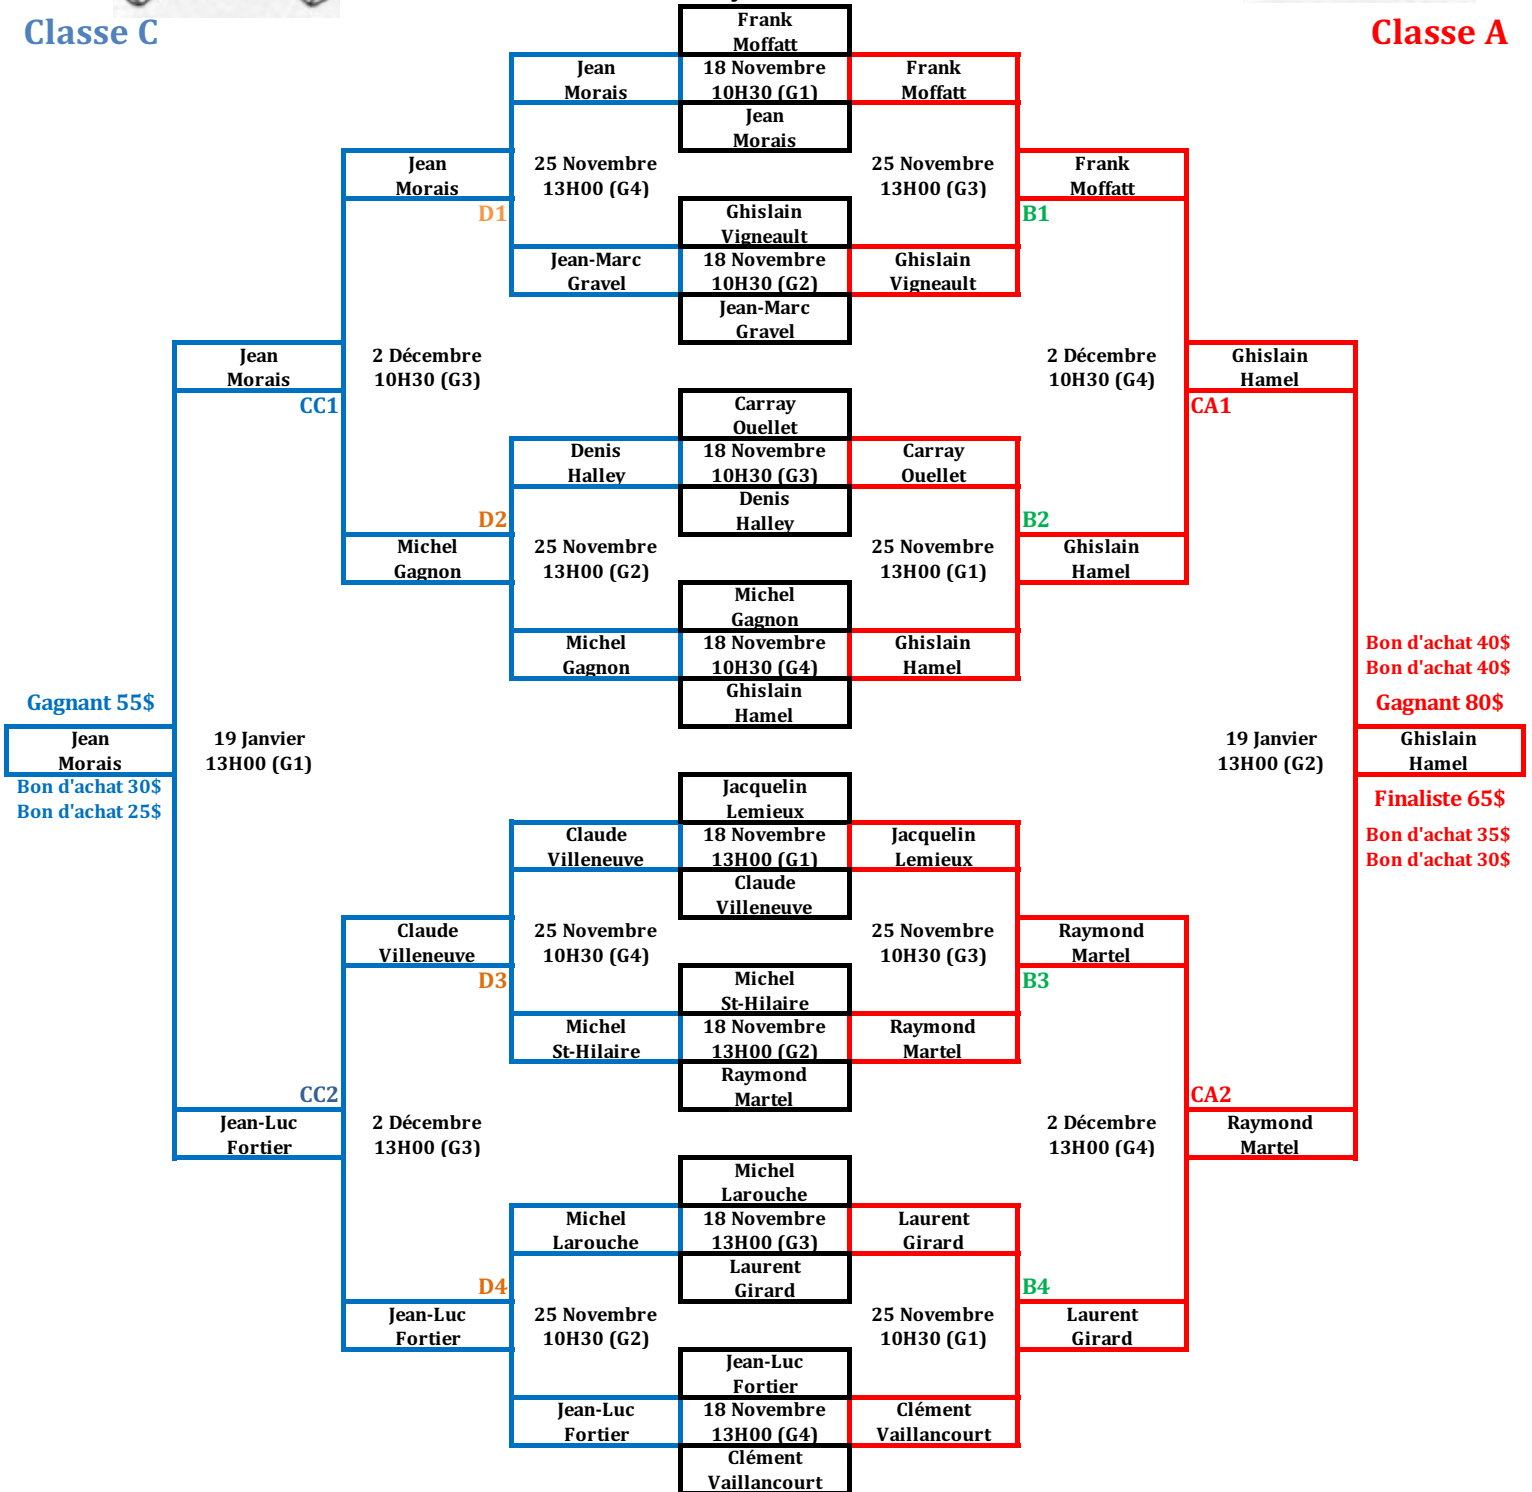 Classe C
Classe A
Frank
Moffatt
Jean
Morais
18 Novembre
10H30 (G1)
Frank
Moffatt
Jean
Morais
Jean
Morais
25 Novembre
13H00 (G4)
25 Novembre
13H00 (G3)
Frank
Moffatt
D1
B1
Ghislain
Vigneault
Jean-Marc
Gravel
18 Novembre
10H30 (G2)
Ghislain
Vigneault
Jean-Marc
Gravel
Jean
Morais
2 Décembre
10H30 (G3)
2 Décembre
10H30 (G4)
Ghislain
Hamel
CC1
CA1
Carray
Ouellet
Denis
Halley
18 Novembre
10H30 (G3)
Carray
Ouellet
Denis
Halley
D2
B2
Michel
Gagnon
25 Novembre
13H00 (G2)
25 Novembre
13H00 (G1)
Ghislain
Hamel
Michel
Gagnon
Michel
Gagnon
18 Novembre
10H30 (G4)
Ghislain
Hamel
Ghislain
Hamel
Bon d'achat 40$
Bon d'achat 40$
Gagnant 55$
Gagnant 80$
Jean
Morais
19 Janvier
13H00 (G1)
19 Janvier
13H00 (G2)
Ghislain
Hamel
Bon d'achat 30$
Bon d'achat 25$
Finaliste 65$
Bon d'achat 35$
Bon d'achat 30$
Jacquelin
Lemieux
Claude
Villeneuve
18 Novembre
13H00 (G1)
Jacquelin
Lemieux
Claude
Villeneuve
Claude
Villeneuve
25 Novembre
10H30 (G4)
25 Novembre
10H30 (G3)
Raymond
Martel
D3
B3
Michel
St-Hilaire
Michel
St-Hilaire
18 Novembre
13H00 (G2)
Raymond
Martel
Raymond
Martel
CC2
CA2
Jean-Luc
Fortier
2 Décembre
13H00 (G3)
2 Décembre
13H00 (G4)
Raymond
Martel
Michel
Larouche
Michel
Larouche
18 Novembre
13H00 (G3)
Laurent
Girard
Laurent
Girard
D4
B4
Jean-Luc
Fortier
25 Novembre
10H30 (G2)
25 Novembre
10H30 (G1)
Laurent
Girard
Jean-Luc
Fortier
Jean-Luc
Fortier
18 Novembre
13H00 (G4)
Clément
Vaillancourt
Clément
Vaillancourt